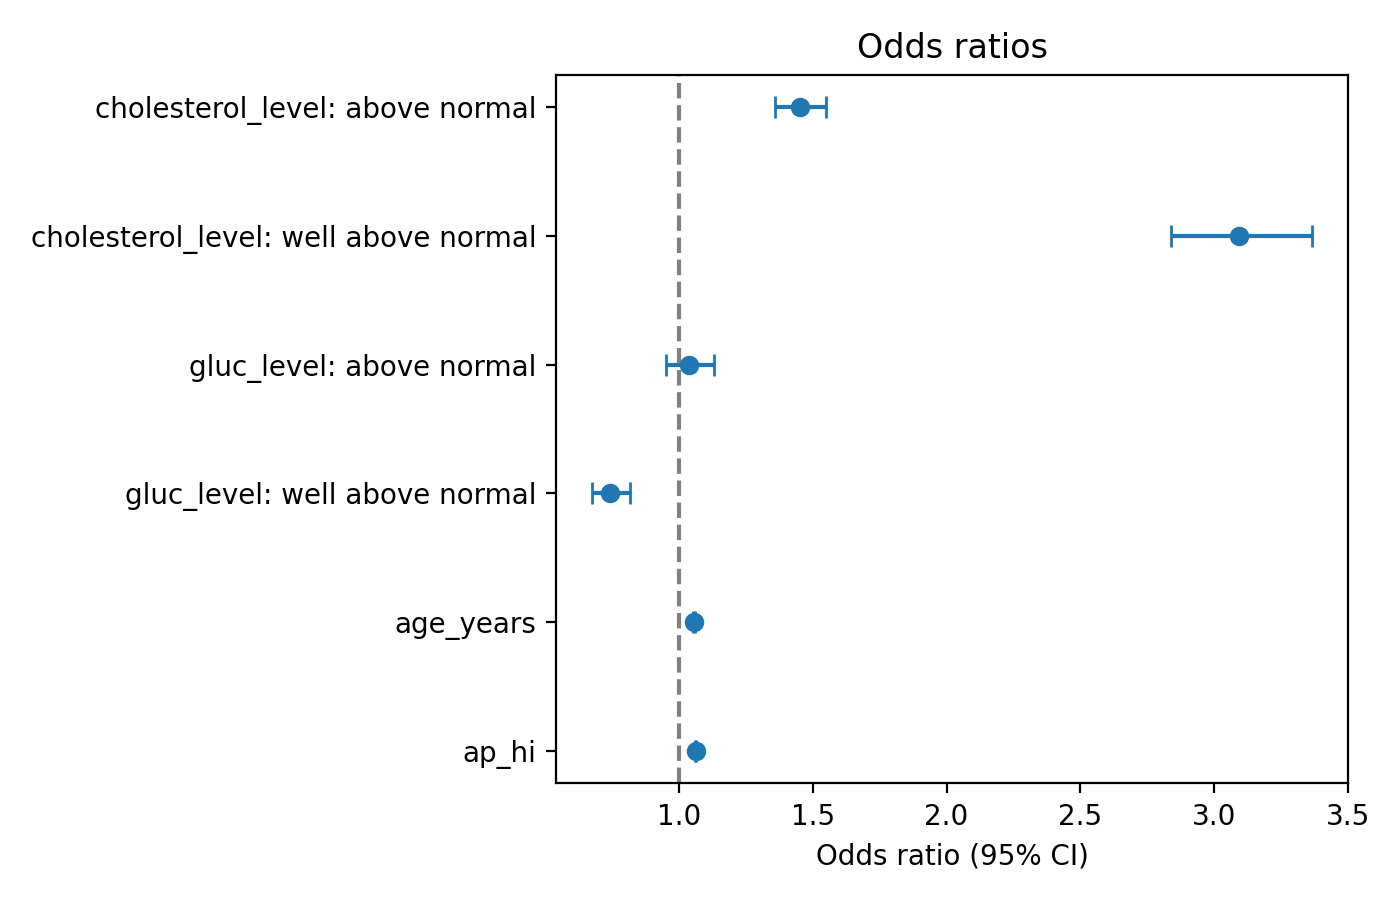 Odds ratios
cholesterol_level: above normal
cholesterol_level: well above normal
gluc_level: above normal
gluc_level: well above normal
age_years
ap_hi
1.0 1.5 2.0 2.5 3.0 3.5
Odds ratio (95% CI)